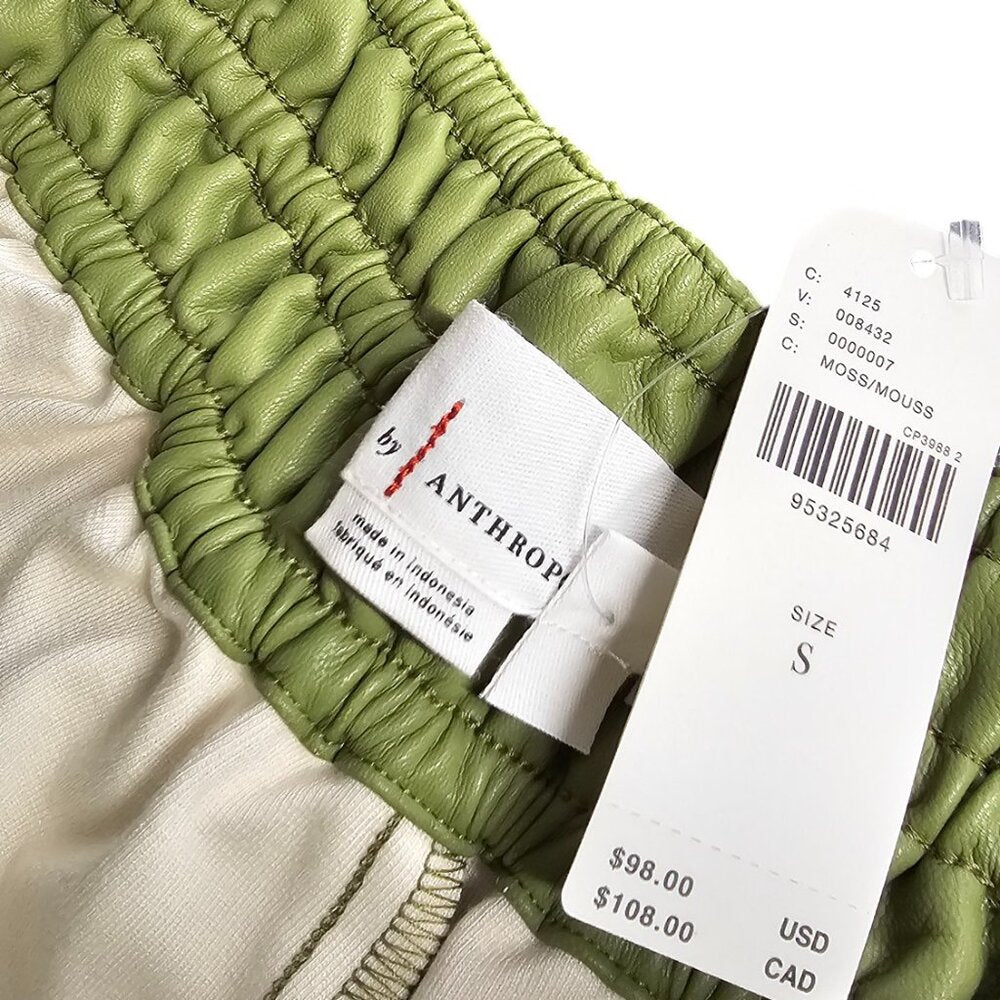 by
ANTHROPO
made in indonesia
fabriqué en indonésie
C: 4125
V: 008432
S: 0000007
C: MOSS/MOUSS
CP3988 2
95325684
SIZE
S
$98.00 USD
$108.00 CAD